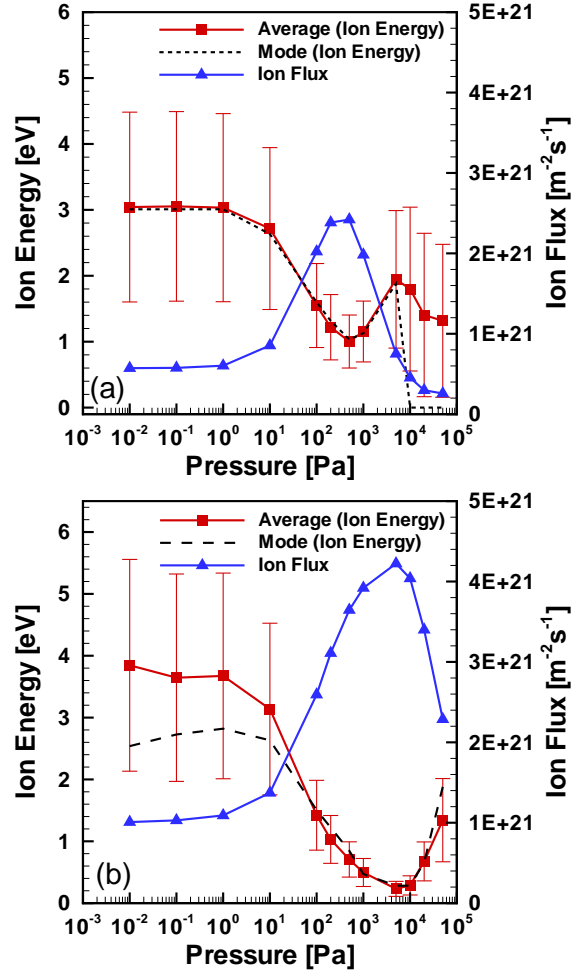 6
5
4
3
2
1
0
Ion Energy [eV]
Average (Ion Energy)
Mode (Ion Energy)
Ion Flux
5E+21
4E+21
3E+21
2E+21
1E+21
0
Ion Flux [m⁻²s⁻¹]
(a)
10⁻³ 10⁻² 10⁻¹ 10⁰ 10¹ 10² 10³ 10⁴ 10⁵
Pressure [Pa]
6
5
4
3
2
1
0
Ion Energy [eV]
Average (Ion Energy)
Mode (Ion Energy)
Ion Flux
5E+21
4E+21
3E+21
2E+21
1E+21
0
Ion Flux [m⁻²s⁻¹]
(b)
10⁻³ 10⁻² 10⁻¹ 10⁰ 10¹ 10² 10³ 10⁴ 10⁵
Pressure [Pa]